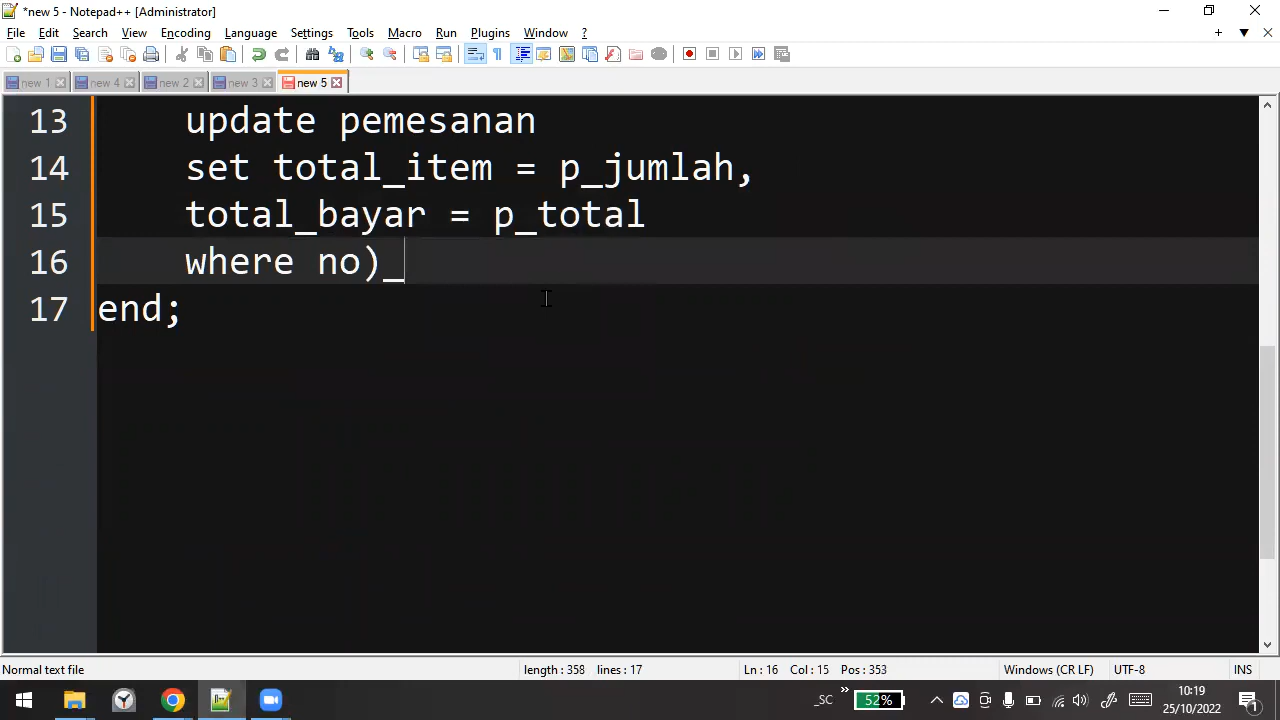 *new 5 - Notepad++ [Administrator]
File Edit Search View Encoding Language Settings Tools Macro Run Plugins Window ?
new 1 new 4 new 2 new 3 new 5
13 update pemesanan
14 set total_item = p_jumlah,
15 total_bayar = p_total
16 where no)_
17 end;
Normal text file length : 358 lines : 17 Ln : 16 Col : 15 Pos : 353 Windows (CR LF) UTF-8 INS
_SC 52% 10:19
25/10/2022 1